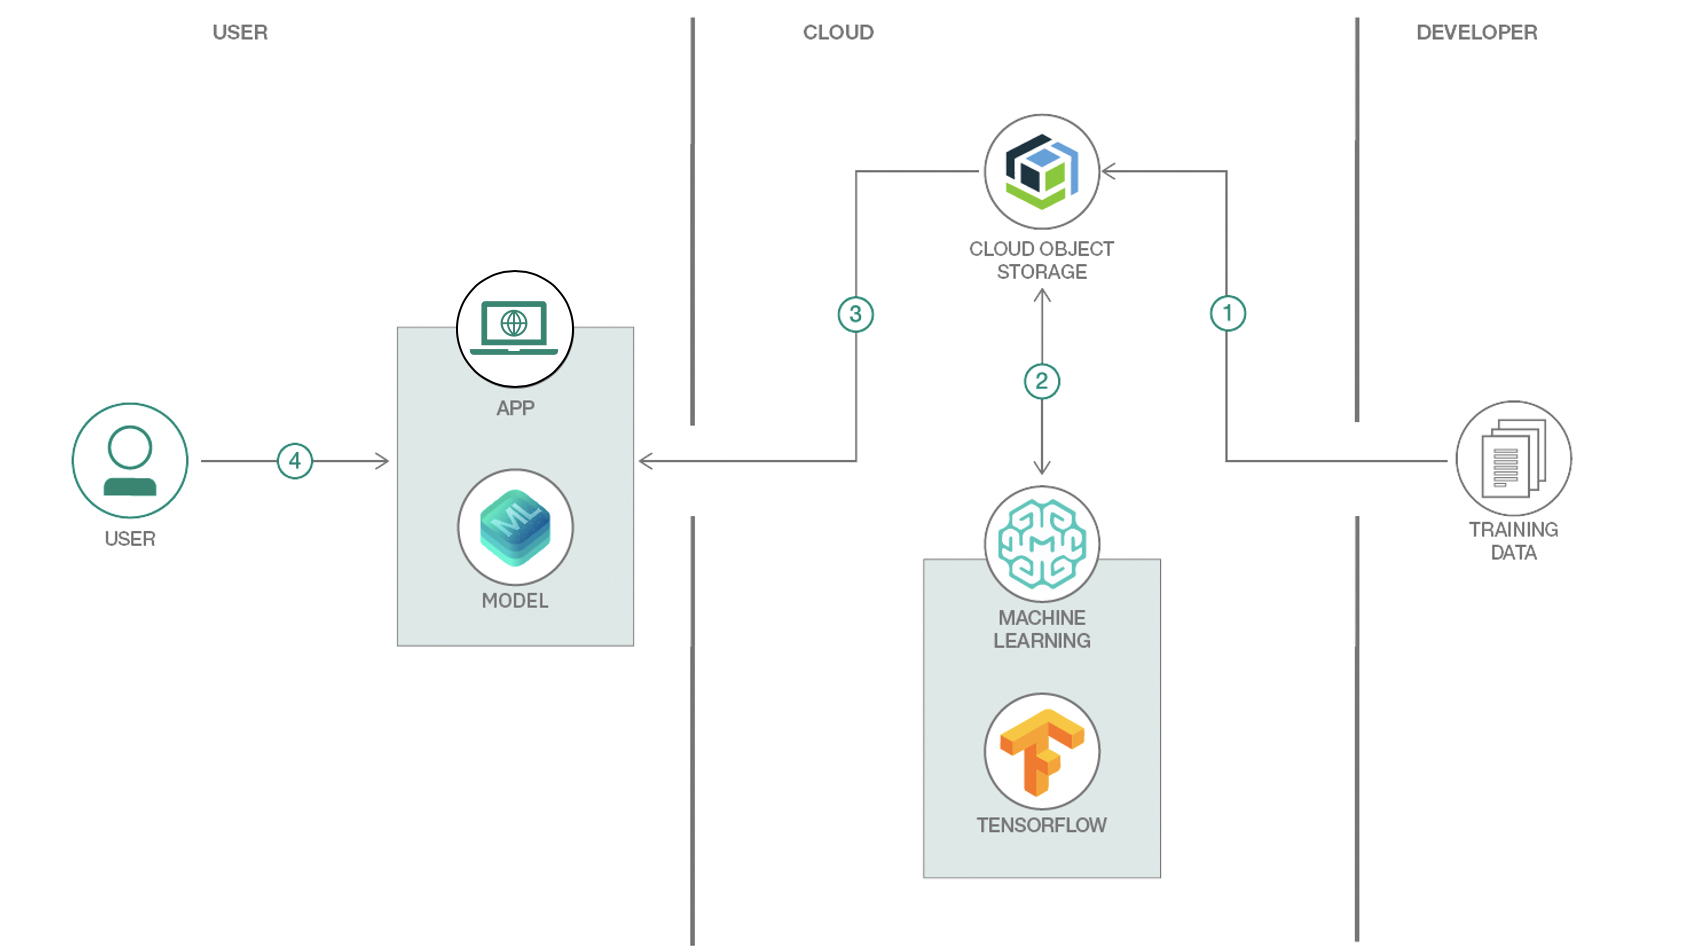 USER
CLOUD
DEVELOPER
CLOUD OBJECT
STORAGE
3
1
2
APP
4
USER
ML
MODEL
TRAINING
DATA
MACHINE
LEARNING
TENSORFLOW